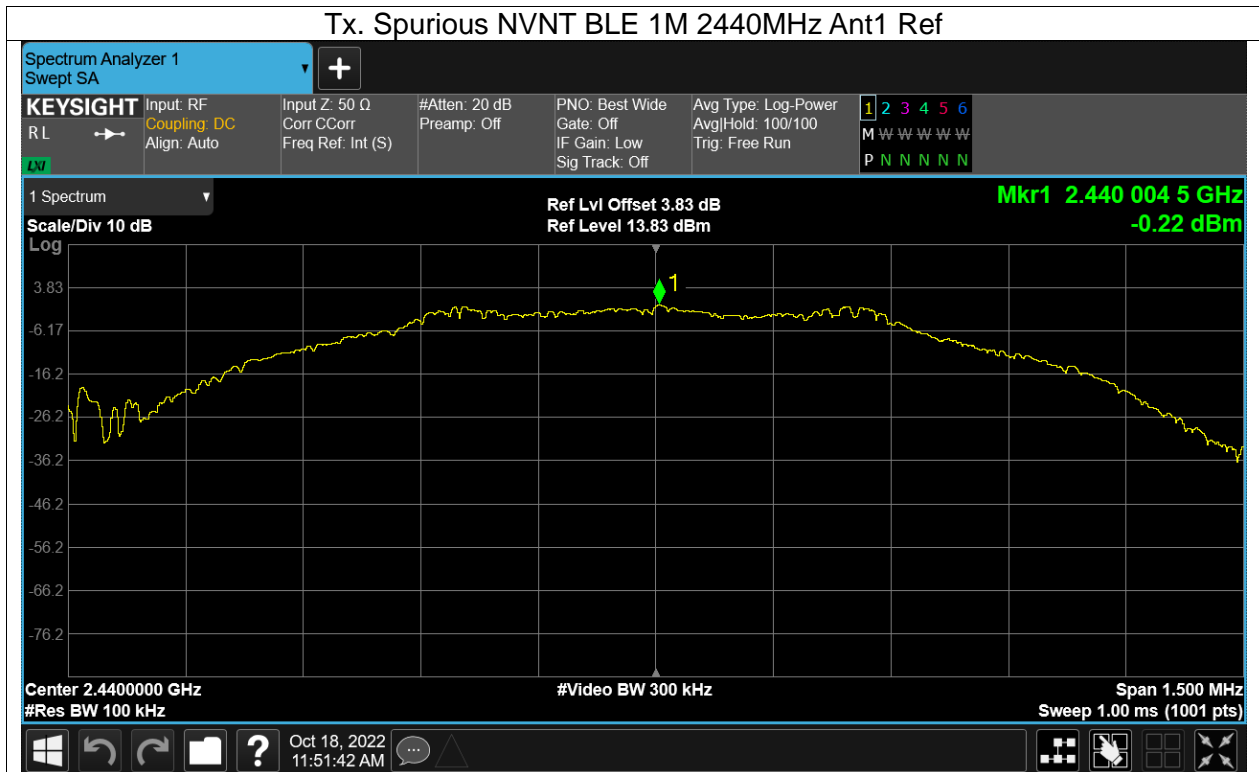 Tx. Spurious NVNT BLE 1M 2440MHz Ant1 Ref
Spectrum Analyzer 1
Swept SA
KEYSIGHT
R L
LXI
Input: RF
Coupling: DC
Align: Auto
Input Z: 50 Ω
Corr CCorr
Freq Ref: Int (S)
#Atten: 20 dB
Preamp: Off
PNO: Best Wide
Gate: Off
IF Gain: Low
Sig Track: Off
Avg Type: Log-Power
Avg|Hold: 100/100
Trig: Free Run
1 2 3 4 5 6
M W W W W W
P N N N N N
1 Spectrum
Scale/Div 10 dB
Ref Lvl Offset 3.83 dB
Ref Level 13.83 dBm
Mkr1 2.440 004 5 GHz
-0.22 dBm
Log
1
3.83
-6.17
-16.2
-26.2
-36.2
-46.2
-56.2
-66.2
-76.2
Center 2.4400000 GHz
#Video BW 300 kHz
Span 1.500 MHz
#Res BW 100 kHz
Sweep 1.00 ms (1001 pts)
?
Oct 18, 2022
11:51:42 AM